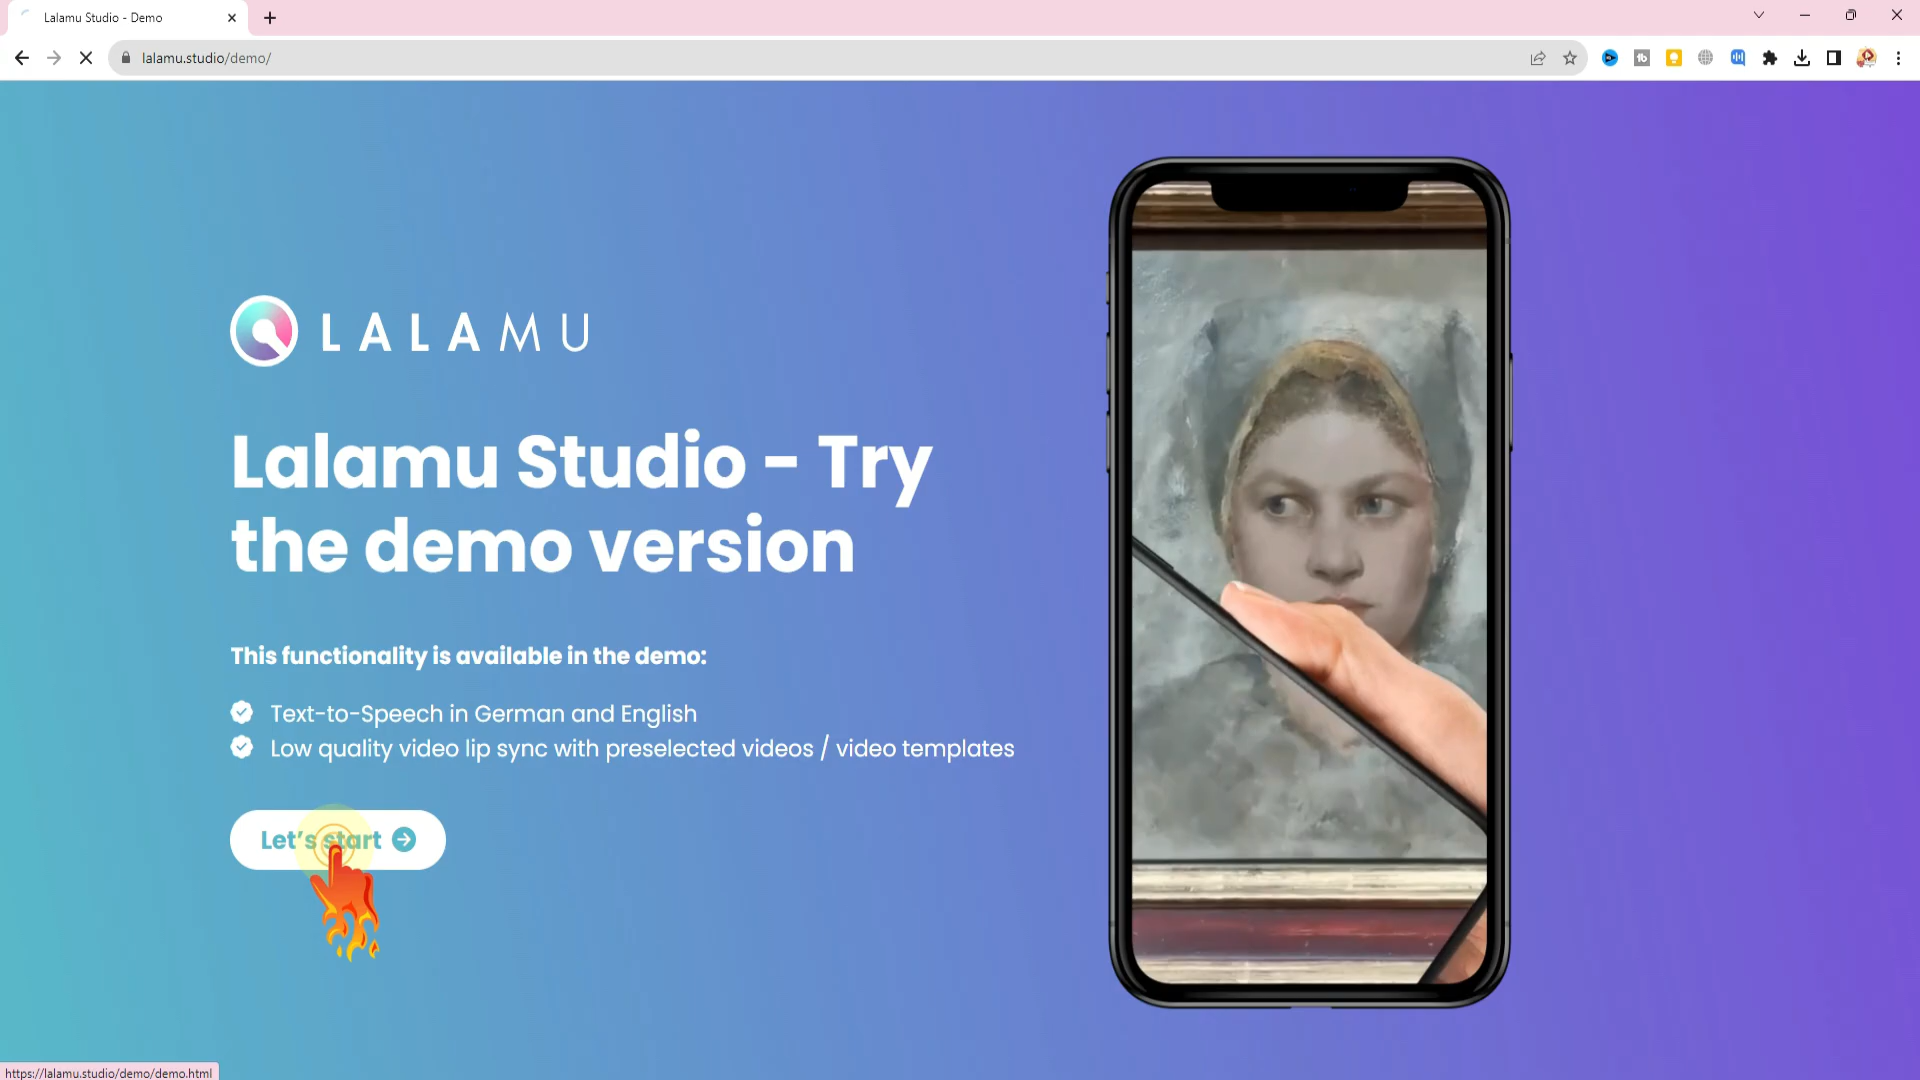 Lalamu Studio - Demo
lalamu.studio/demo/
LALAMU
Lalamu Studio - Try
the demo version
This functionality is available in the demo:
Text-to-Speech in German and English
Low quality video lip sync with preselected videos / video templates
Let's start
https://lalamu.studio/demo/demo.html